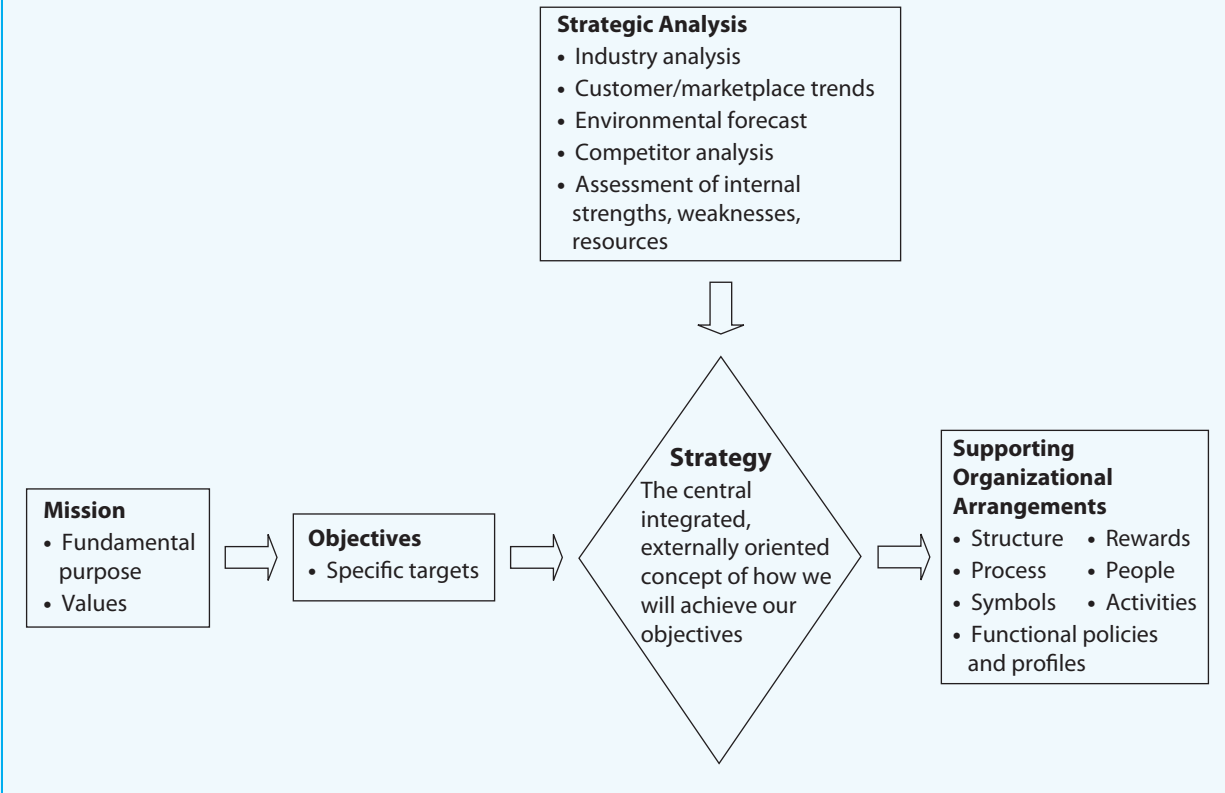 Strategic Analysis
• Industry analysis
• Customer/marketplace trends
• Environmental forecast
• Competitor analysis
• Assessment of internal
strengths, weaknesses,
resources
Mission
• Fundamental
purpose
• Values
Objectives
• Specific targets
Strategy
The central
integrated,
externally oriented
concept of how we
will achieve our
objectives
Supporting
Organizational
Arrangements
• Structure • Rewards
• Process • People
• Symbols • Activities
• Functional policies
and profiles